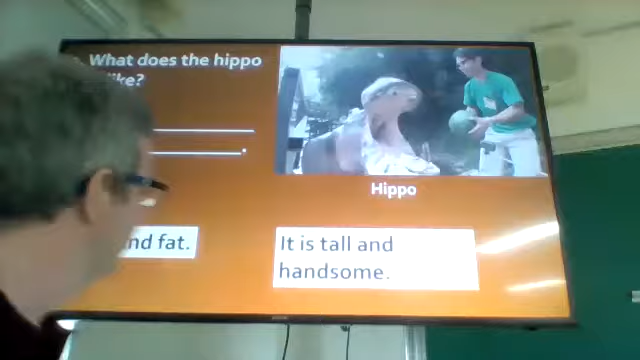 What does the hippo
like?
Hippo
nd fat.
It is tall and
handsome.